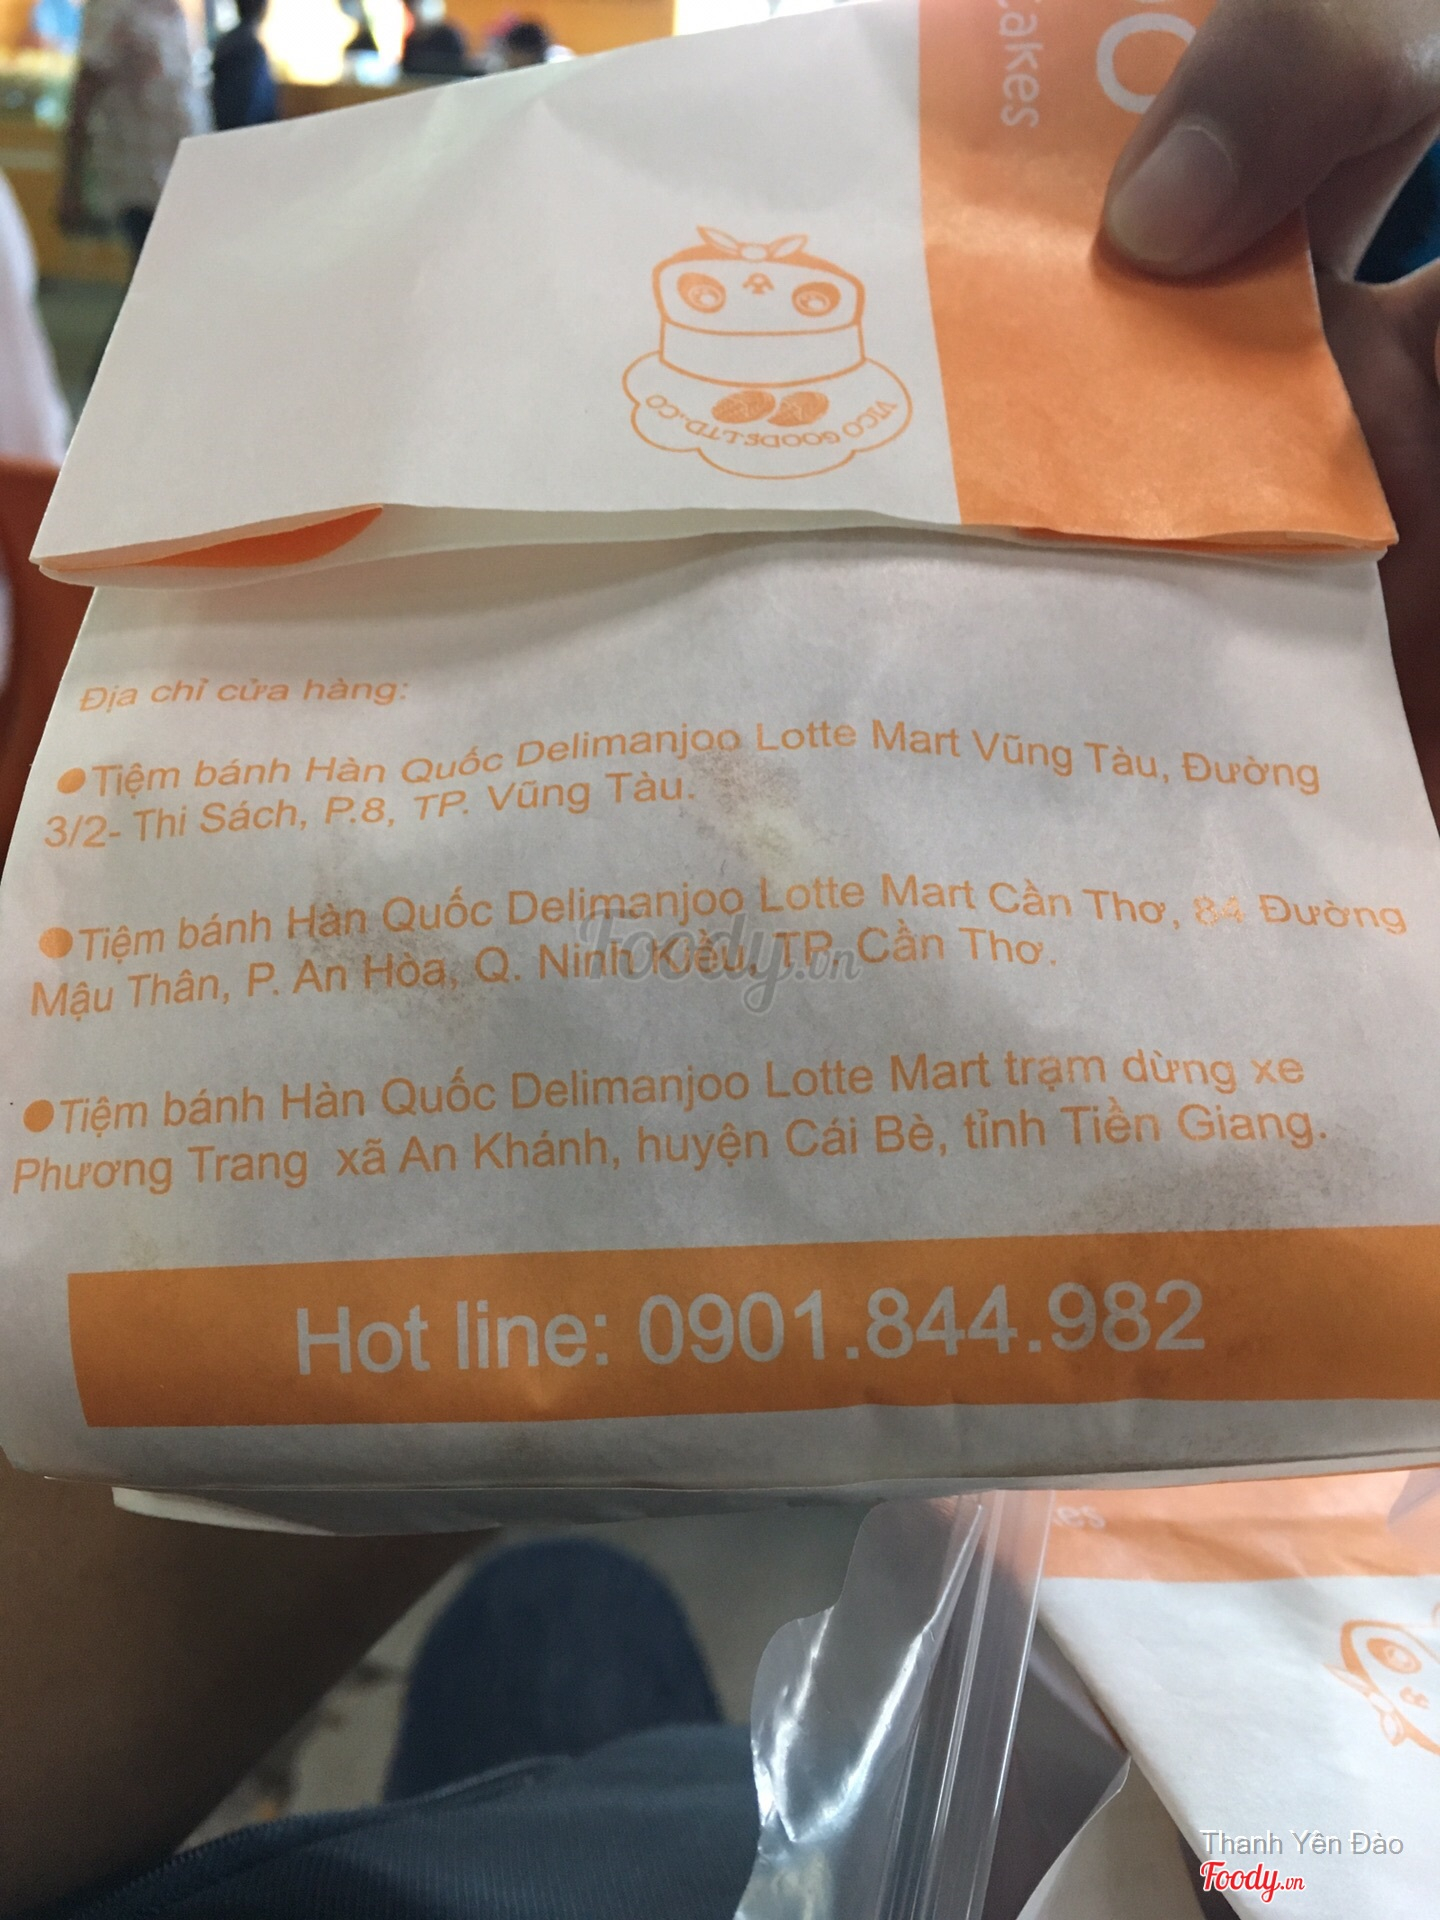 akes
VICO GOODS LTD.,CO
Địa chỉ cửa hàng:
●Tiệm bánh Hàn Quốc Delimanjoo Lotte Mart Vũng Tàu, Đường
3/2- Thi Sách, P.8, TP. Vũng Tàu.
●Tiệm bánh Hàn Quốc Delimanjoo Lotte Mart Cần Thơ, 84 Đường
Mậu Thân, P. An Hòa, Q. Ninh Kiều, TP. Cần Thơ.
Foody.vn
●Tiệm bánh Hàn Quốc Delimanjoo Lotte Mart trạm dừng xe
Phương Trang xã An Khánh, huyện Cái Bè, tỉnh Tiền Giang.
Hot line: 0901.844.982
es
Thanh Yên Đào
Foody.vn